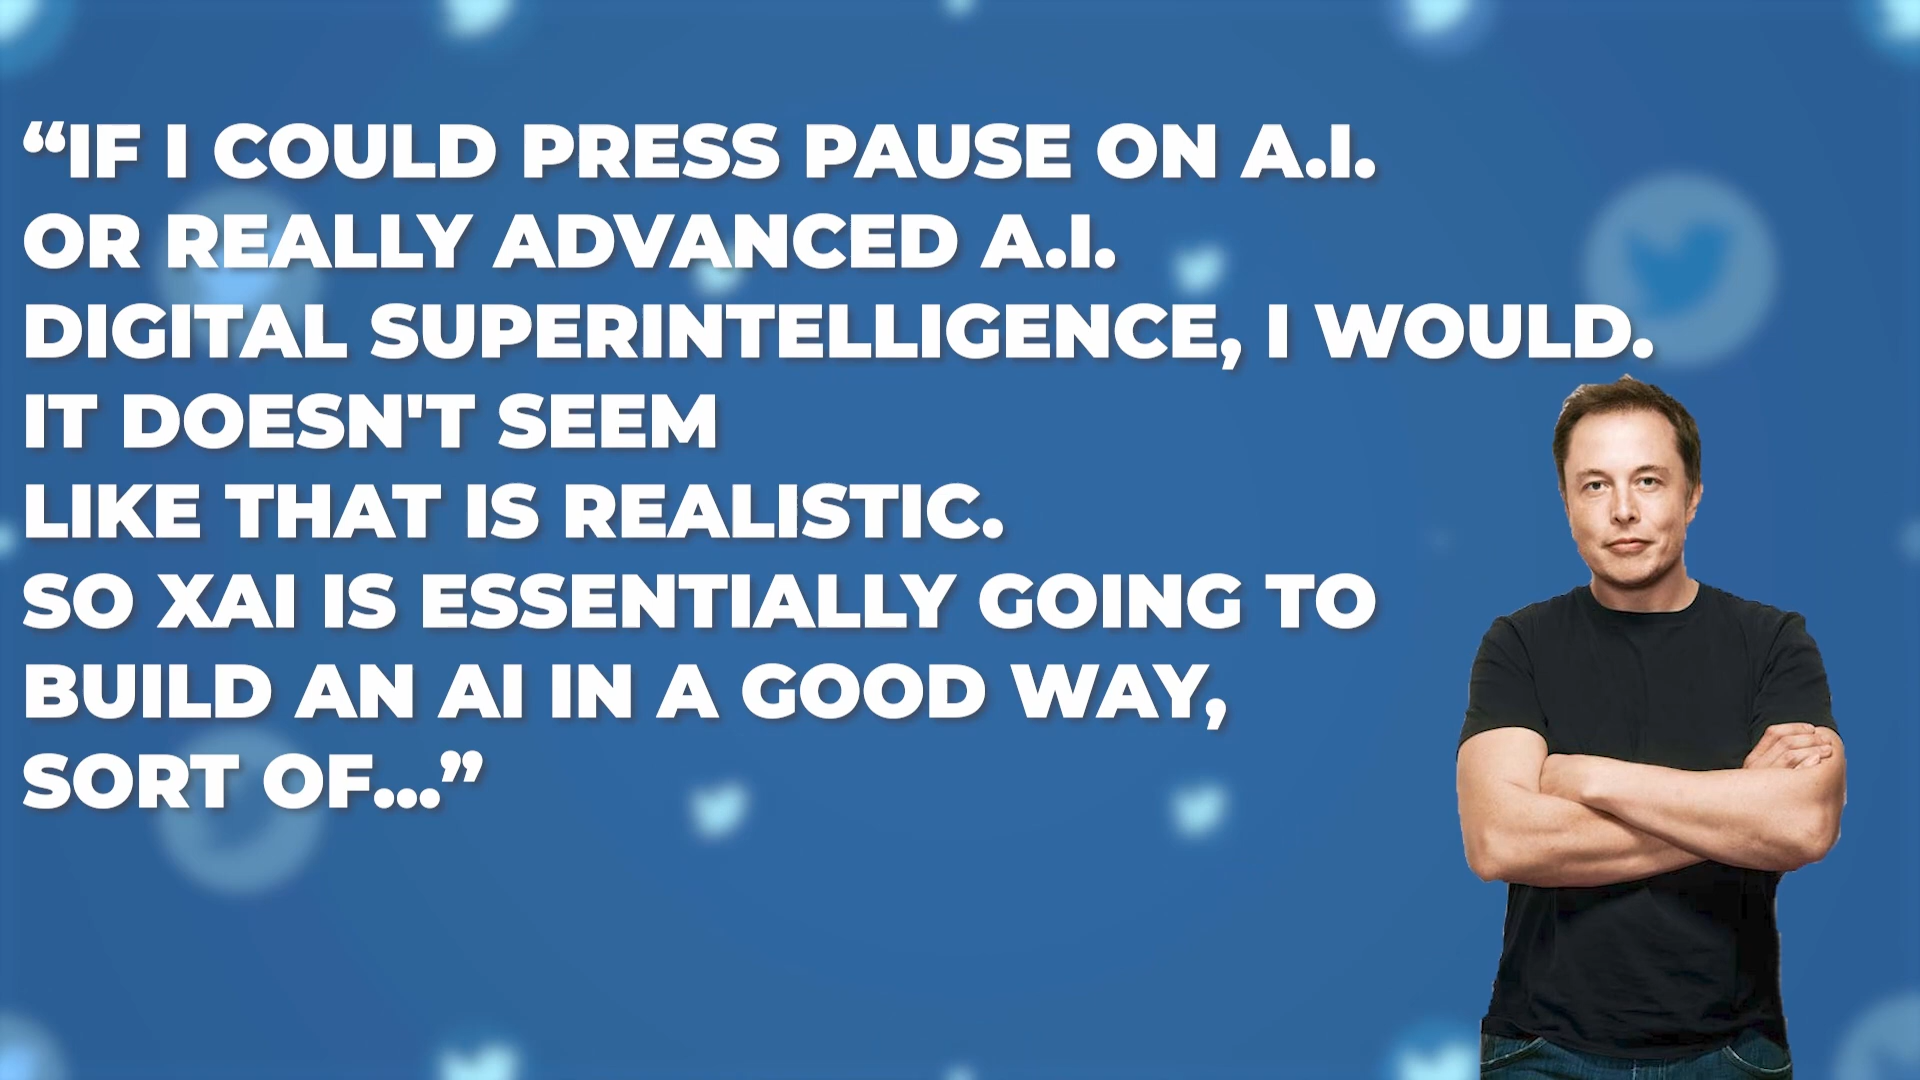 “IF I COULD PRESS PAUSE ON A.I.
OR REALLY ADVANCED A.I.
DIGITAL SUPERINTELLIGENCE, I WOULD.
IT DOESN'T SEEM
LIKE THAT IS REALISTIC.
SO XAI IS ESSENTIALLY GOING TO
BUILD AN AI IN A GOOD WAY,
SORT OF...”